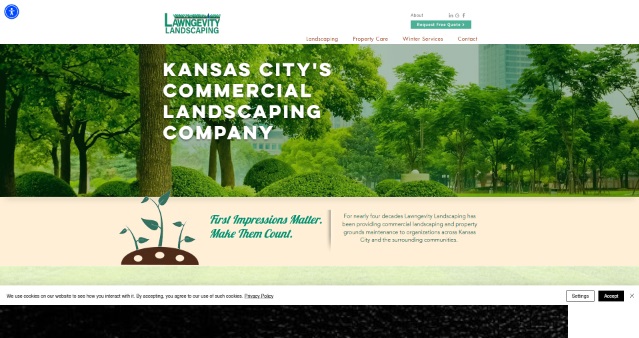 LAWNGEVITY
LANDSCAPING
About
Request Free Quote >
Landscaping
Property Care
Winter Services
Contact
KANSAS CITY'S
COMMERCIAL
LANDSCAPING
COMPANY
First Impressions Matter.
Make Them Count.
For nearly four decades Lawngevity Landscaping has
been providing commercial landscaping and property
grounds maintenance to organizations across Kansas
City and the surrounding communities.
We use cookies on our website to see how you interact with it. By accepting, you agree to our use of such cookies. Privacy Policy
Settings
Accept